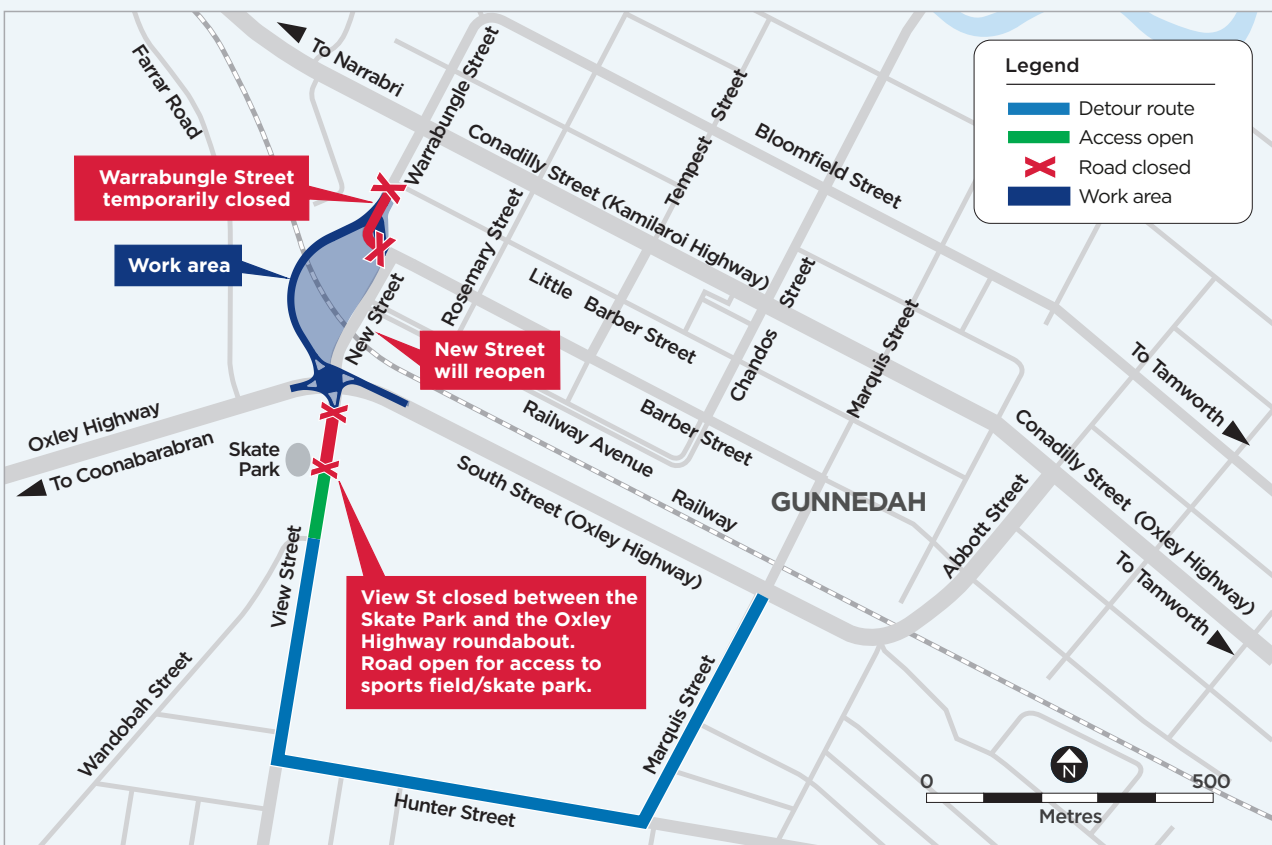 To Narrabri
Farrar Road
Warrabungle Street
Conadilly Street (Kamilaroi Highway)
Tempest Street
Bloomfield Street
Legend
Detour route
Access open
Road closed
Work area
Warrabungle Street
temporarily closed
Work area
New Street
Rosemary Street
Little Barber Street
Chandos Street
Marquis Street
New Street
will reopen
Barber Street
Railway Avenue
Railway
To Tamworth
Oxley Highway
To Coonabarabran
Skate
Park
South Street (Oxley Highway)
GUNNEDAH
Abbott Street
Conadilly Street (Oxley Highway)
To Tamworth
View Street
View St closed between the
Skate Park and the Oxley
Highway roundabout.
Road open for access to
sports field/skate park.
Wandobah Street
Marquis Street
Hunter Street
N
0
500
Metres